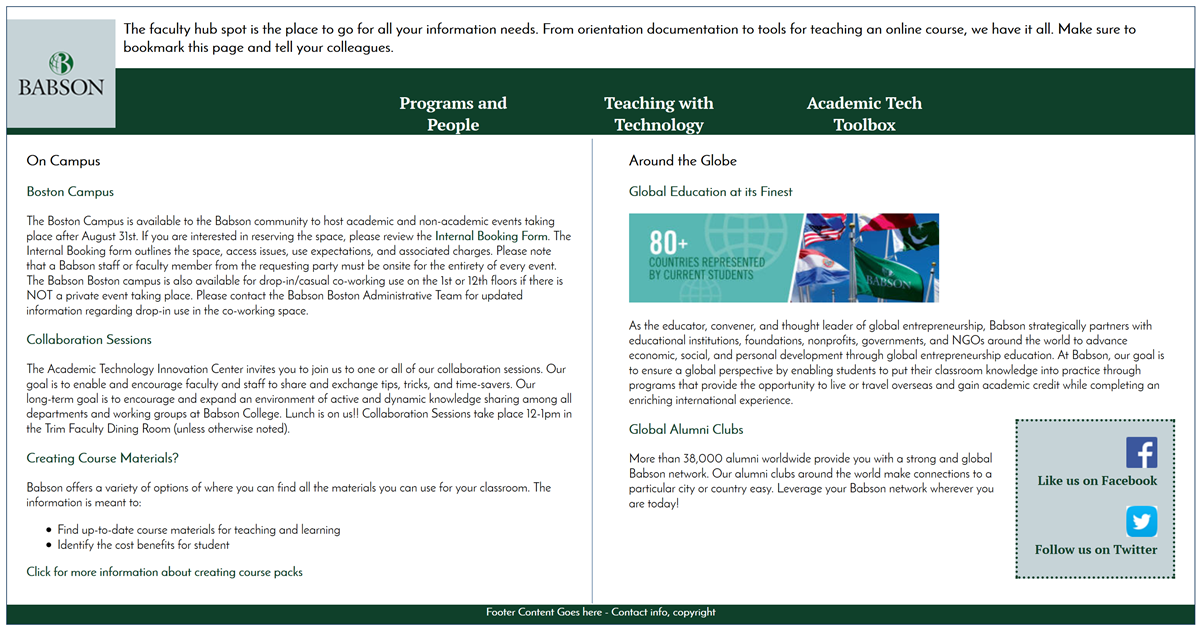 The faculty hub spot is the place to go for all your information needs. From orientation documentation to tools for teaching an online course, we have it all. Make sure to
bookmark this page and tell your colleagues.
BABSON
Programs and
People
Teaching with
Technology
Academic Tech
Toolbox
On Campus
Boston Campus
The Boston Campus is available to the Babson community to host academic and non-academic events taking
place after August 31st. If you are interested in reserving the space, please review the Internal Booking Form. The
Internal Booking form outlines the space, access issues, use expectations, and associated charges. Please note
that a Babson staff or faculty member from the requesting party must be onsite for the entirety of every event.
The Babson Boston campus is also available for drop-in/casual co-working use on the 1st or 12th floors if there is
NOT a private event taking place. Please contact the Babson Boston Administrative Team for updated
information regarding drop-in use in the co-working space.
Collaboration Sessions
The Academic Technology Innovation Center invites you to join us to one or all of our collaboration sessions. Our
goal is to enable and encourage faculty and staff to share and exchange tips, tricks, and time-savers. Our
long-term goal is to encourage and expand an environment of active and dynamic knowledge sharing among all
departments and working groups at Babson College. Lunch is on us!! Collaboration Sessions take place 12-1pm in
the Trim Faculty Dining Room (unless otherwise noted).
Creating Course Materials?
Babson offers a variety of options of where you can find all the materials you can use for your classroom. The
information is meant to:
• Find up-to-date course materials for teaching and learning
• Identify the cost benefits for student
Click for more information about creating course packs
Around the Globe
Global Education at its Finest
80+
COUNTRIES REPRESENTED
BY CURRENT STUDENTS
BABSON
As the educator, convener, and thought leader of global entrepreneurship, Babson strategically partners with
educational institutions, foundations, nonprofits, governments, and NGOs around the world to advance
economic, social, and personal development through global entrepreneurship education. At Babson, our goal is
to ensure a global perspective by enabling students to put their classroom knowledge into practice through
programs that provide the opportunity to live or travel overseas and gain academic credit while completing an
enriching international experience.
Global Alumni Clubs
More than 38,000 alumni worldwide provide you with a strong and global
Babson network. Our alumni clubs around the world make connections to a
particular city or country easy. Leverage your Babson network wherever you
are today!
Like us on Facebook
Follow us on Twitter
Footer Content Goes here - Contact info, copyright